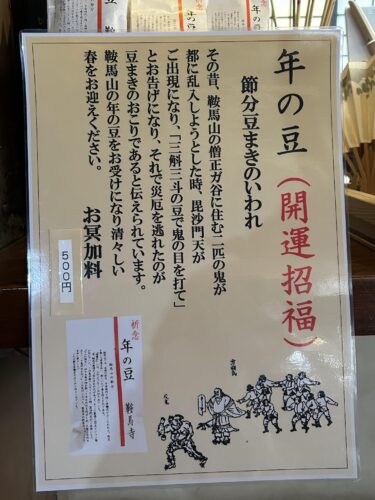 年の豆（開運招福）
節分豆まきのいわれ
その昔、鞍馬山の僧正ガ谷に住む二匹の鬼が
都に乱入しようとした時、毘沙門天が
ご出現になり、「三斛三斗の豆で鬼の目を打て」
とお告げになり、それで災厄を逃れたのが
豆まきのおこりであると伝えられています。
鞍馬山の年の豆をお受けになり清々しい
春をお迎えください。
お冥加料
500円
祈念
年の豆
鞍馬寺
年の豆